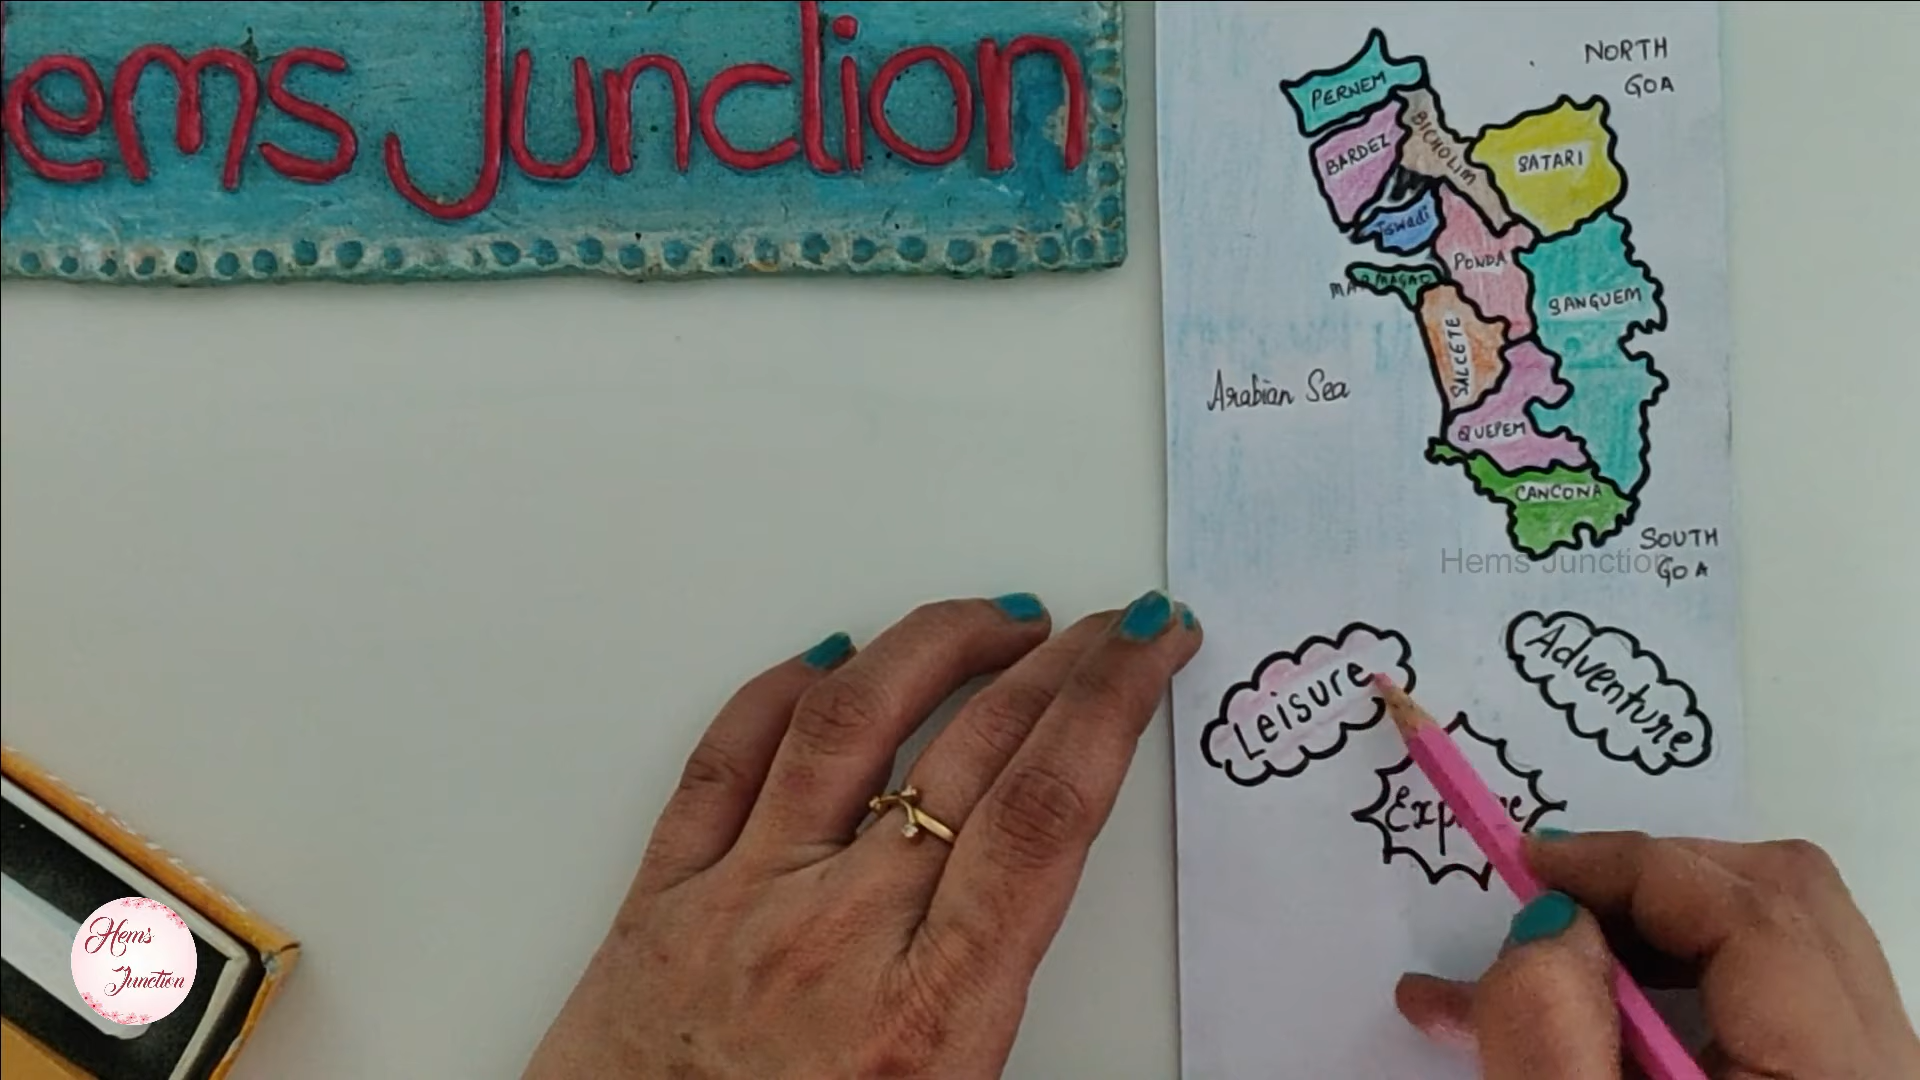 Hems Junction
NORTH
GOA
PERNEM
BICHOLIM
BARDEZ
SATARI
Tiswadi
PONDA
MARMAGAO
SANGUEM
SALCETE
Arabian Sea
QUEPEM
CANCONA
SOUTH
GOA
Hems Junction
Leisure
Adventure
Hems
Junction